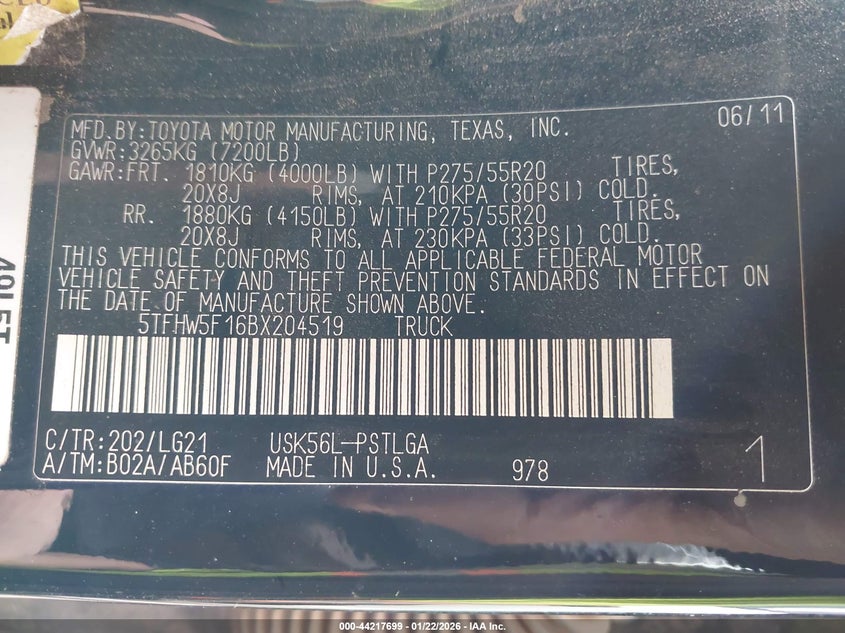 MFD.BY:TOYOTA MOTOR MANUFACTURING, TEXAS, INC. 06/11
GVWR:3265KG (7200LB)
GAWR:FRT. 1810KG (4000LB) WITH P275/55R20 TIRES,
20X8J RIMS, AT 210KPA (30PSI) COLD.
RR. 1880KG (4150LB) WITH P275/55R20 TIRES,
20X8J RIMS, AT 230KPA (33PSI) COLD.
THIS VEHICLE CONFORMS TO ALL APPLICABLE FEDERAL MOTOR
VEHICLE SAFETY AND THEFT PREVENTION STANDARDS IN EFFECT ON
THE DATE OF MANUFACTURE SHOWN ABOVE.
5TFHW5F16BX204519 TRUCK
C/TR:202/LG21 USK56L-PSTLGA
A/TM:B02A/AB60F MADE IN U.S.A. 978 1
000-44217699 - 01/22/2026 - IAA Inc.